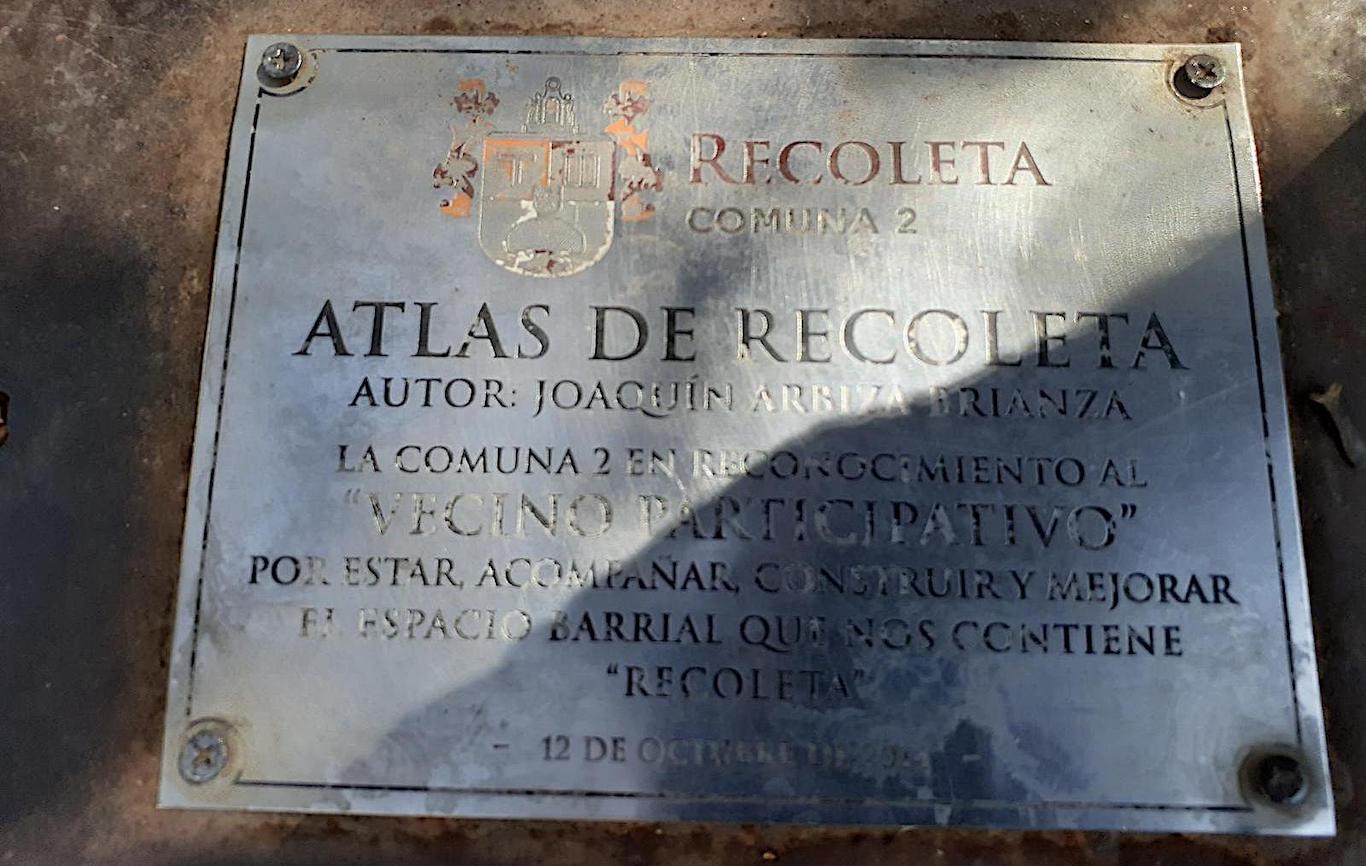 RECOLETA
COMUNA 2
ATLAS DE RECOLETA
AUTOR: JOAQUÍN ARBIZA BRIANZA
LA COMUNA 2 EN RECONOCIMIENTO AL
"VECINO PARTICIPATIVO"
POR ESTAR, ACOMPAÑAR, CONSTRUIR Y MEJORAR
EL ESPACIO BARRIAL QUE NOS CONTIENE
"RECOLETA"
- 12 DE OCTUBRE DE -